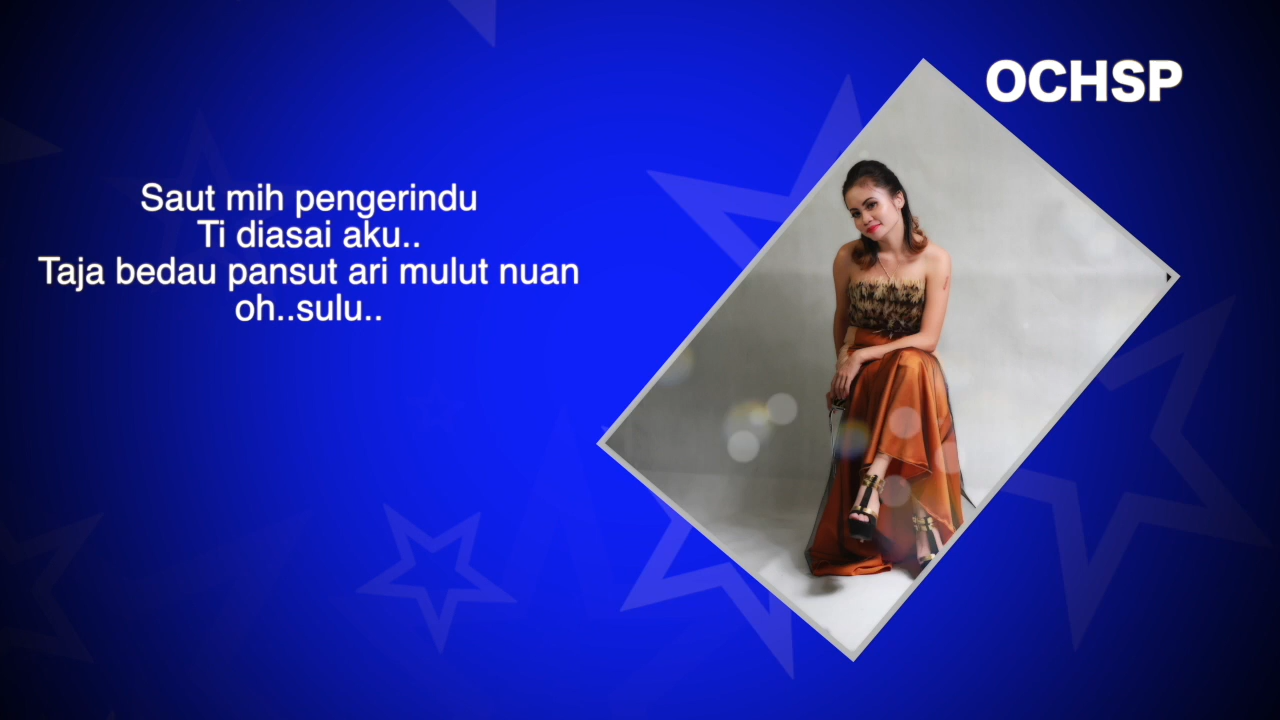 OCHSP
Saut mih pengerindu
Ti diasai aku..
Taja bedau pansut ari mulut nuan
oh..sulu..